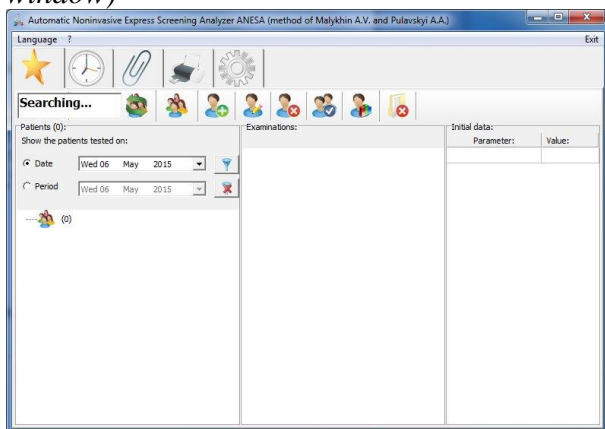 window)
Automatic Noninvasive Express Screening Analyzer ANESA (method of Malykhin A.V. and Pulavskyi A.A.)
Language ? Exit
Searching...
Patients (0): Examinations: Initial data:
Show the patients tested on: Parameter: Value:
Date Wed 06 May 2015
Period Wed 06 May 2015
(0)